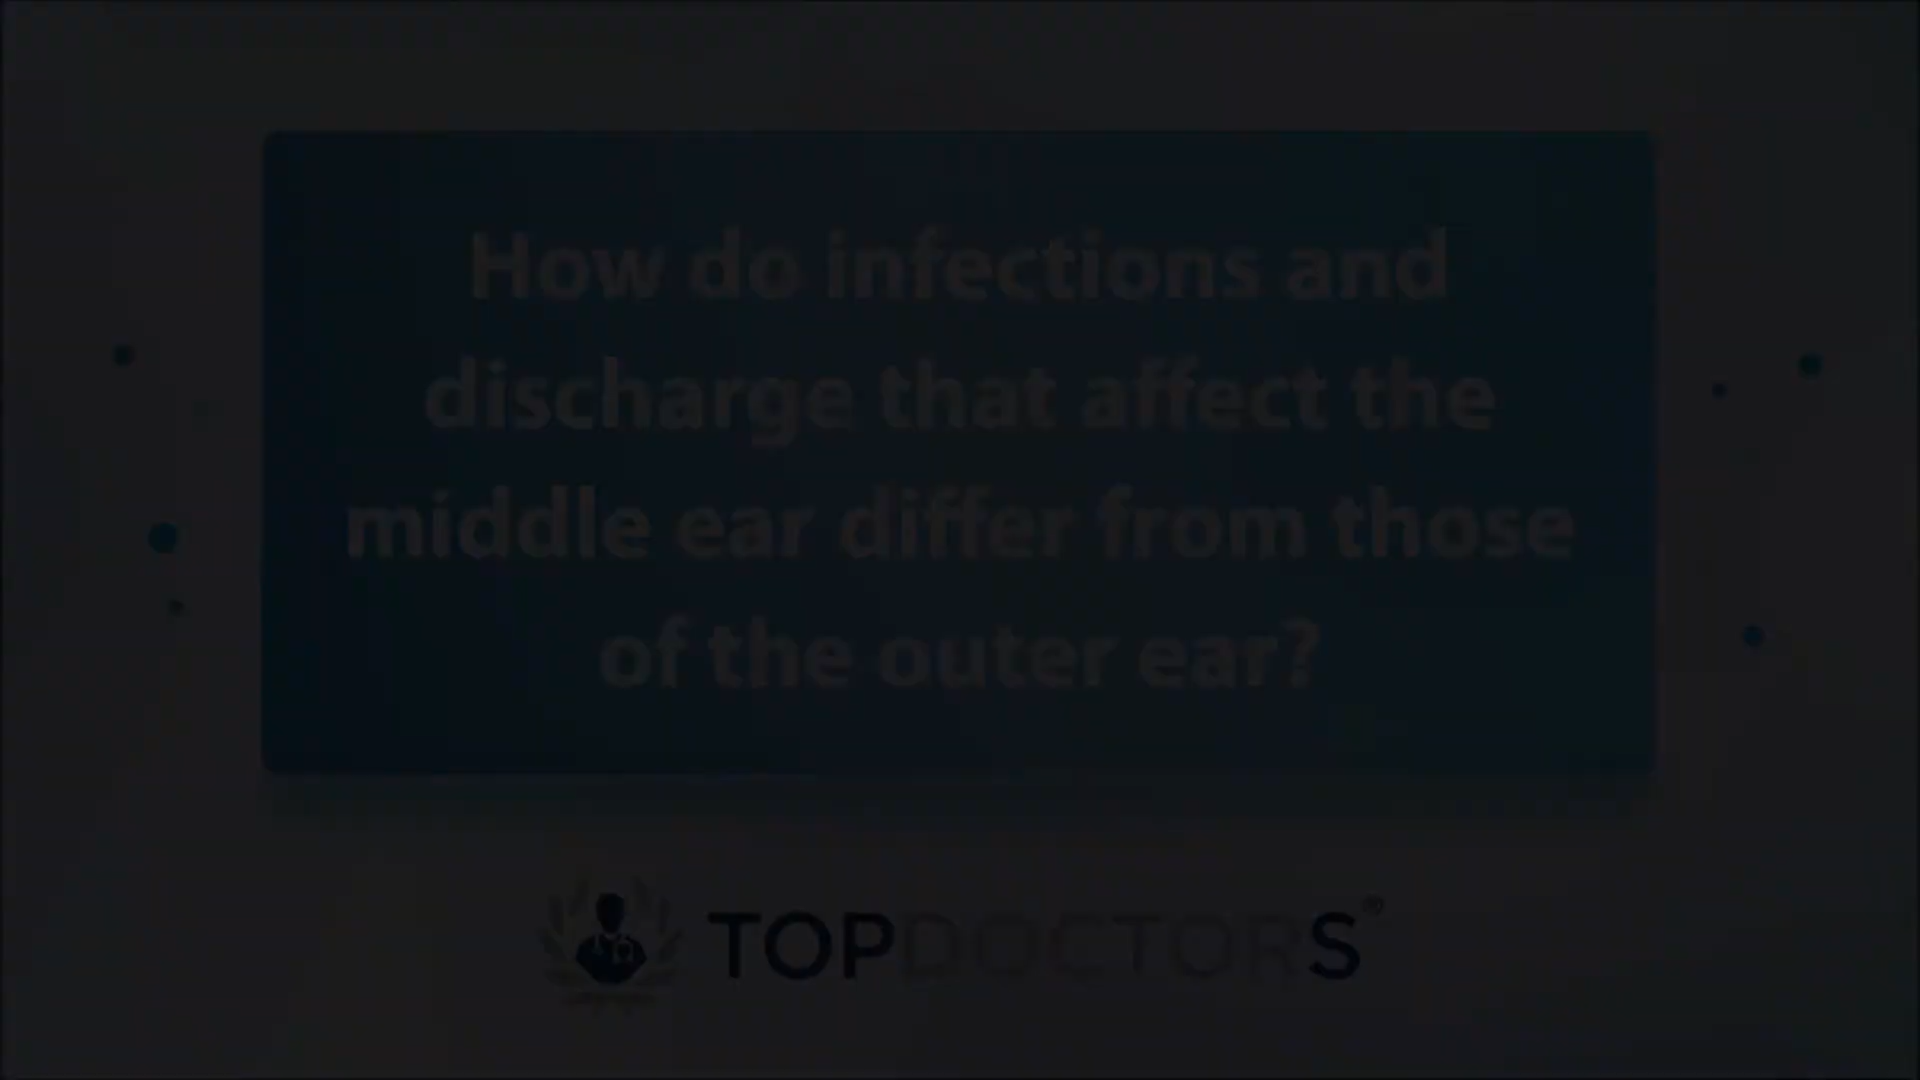 How do infections and
discharge that affect the
middle ear differ from those
of the outer ear?
TOPDOCTORS®